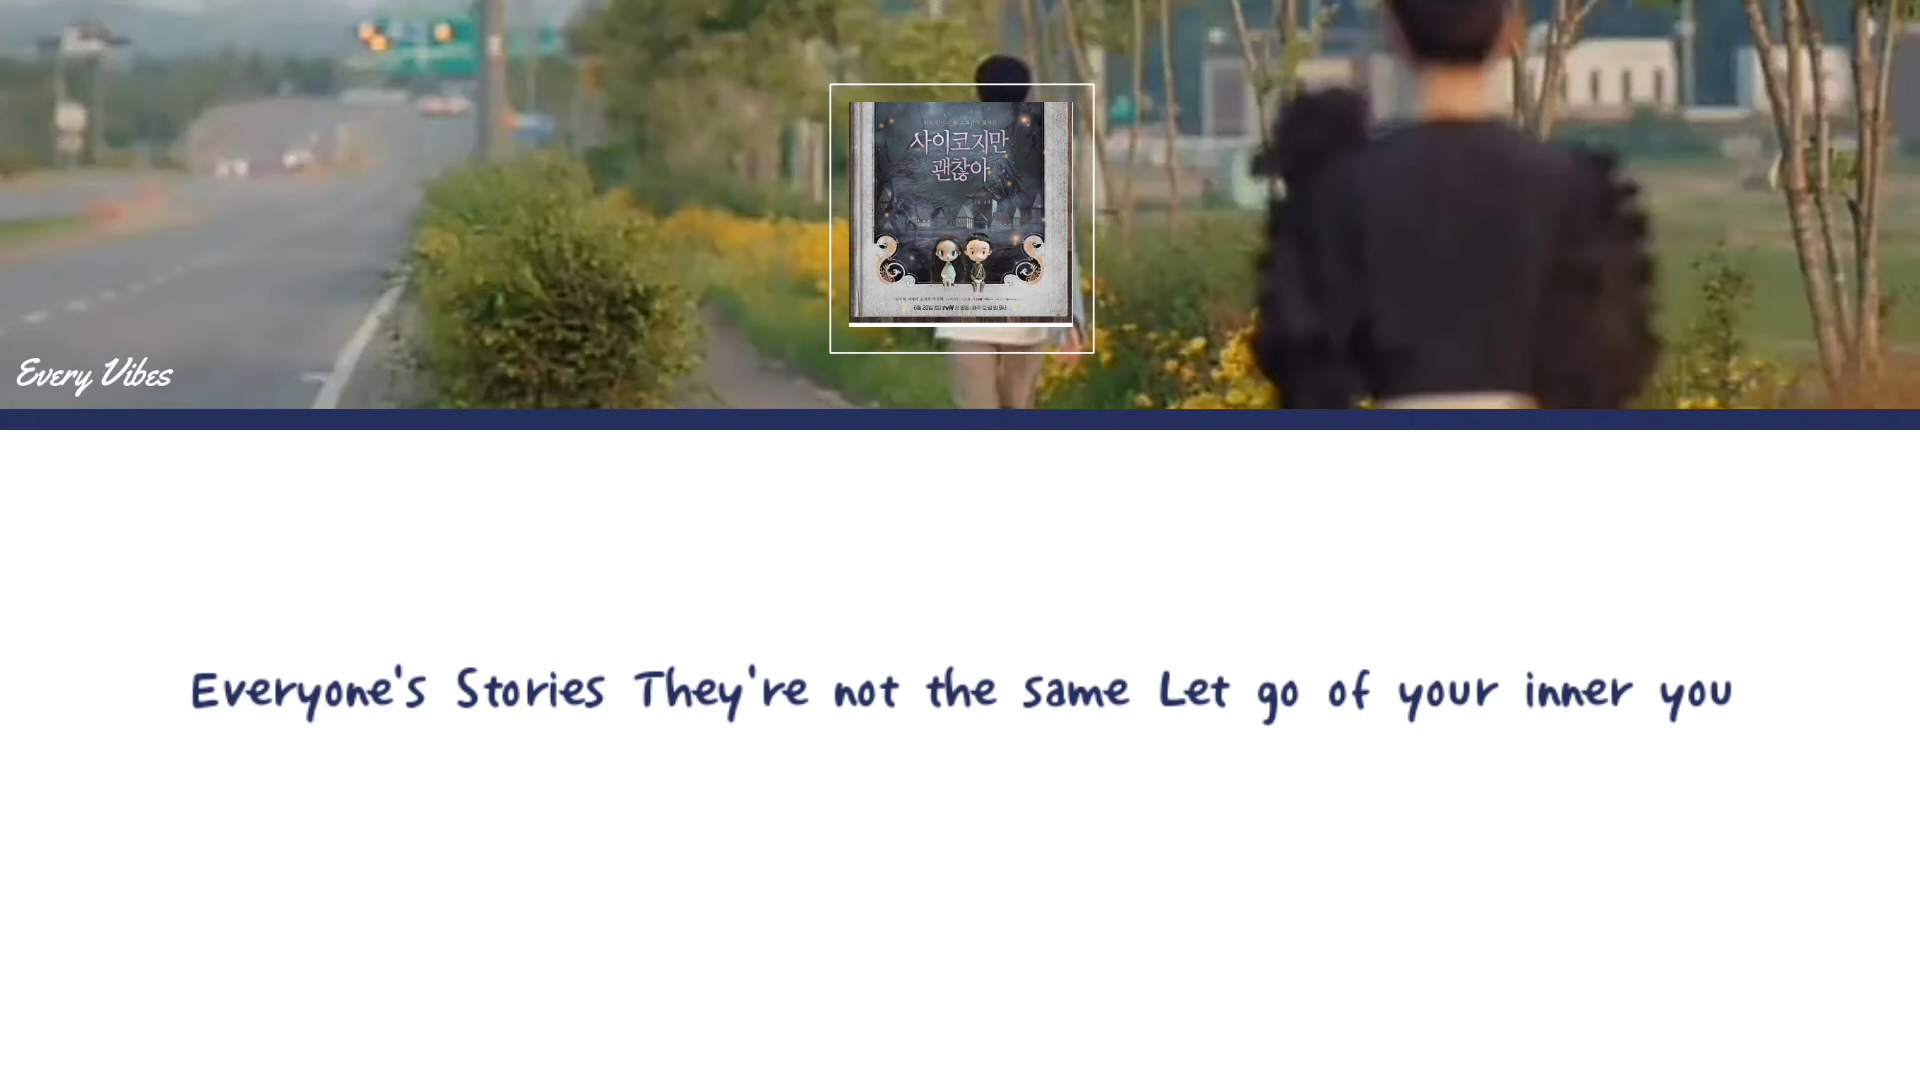 사이코지만
괜찮아
Every Vibes
Everyone's Stories They're not the same Let go of your inner you